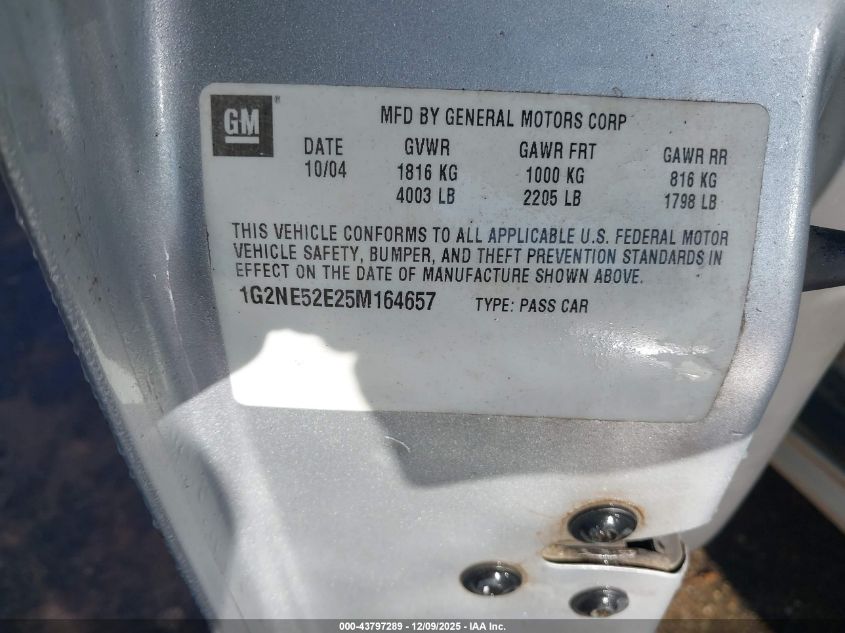 GM
MFD BY GENERAL MOTORS CORP
DATE GVWR GAWR FRT GAWR RR
10/04 1816 KG 1000 KG 816 KG
4003 LB 2205 LB 1798 LB
THIS VEHICLE CONFORMS TO ALL APPLICABLE U.S. FEDERAL MOTOR
VEHICLE SAFETY, BUMPER, AND THEFT PREVENTION STANDARDS IN
EFFECT ON THE DATE OF MANUFACTURE SHOWN ABOVE.
1G2NE52E25M164657 TYPE: PASS CAR
000-43797289 - 12/09/2025 - IAA Inc.